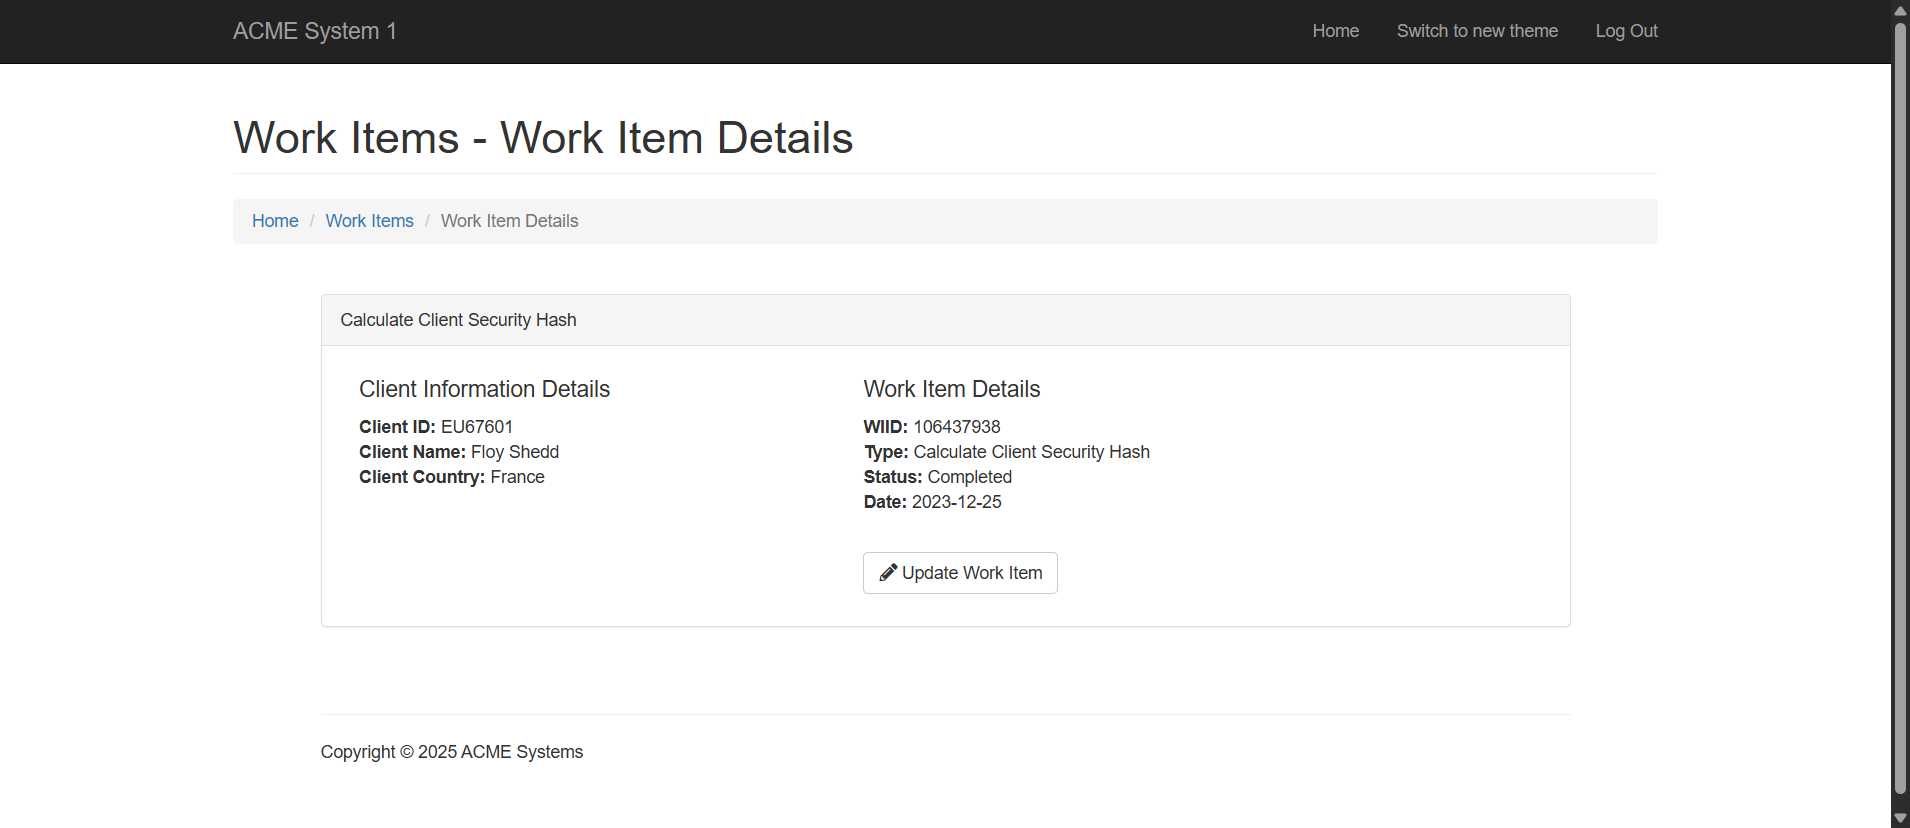 ACME System 1
Home
Switch to new theme
Log Out
Work Items - Work Item Details
Home / Work Items / Work Item Details
Calculate Client Security Hash
Client Information Details
Client ID: EU67601
Client Name: Floy Shedd
Client Country: France
Work Item Details
WIID: 106437938
Type: Calculate Client Security Hash
Status: Completed
Date: 2023-12-25
Update Work Item
Copyright © 2025 ACME Systems